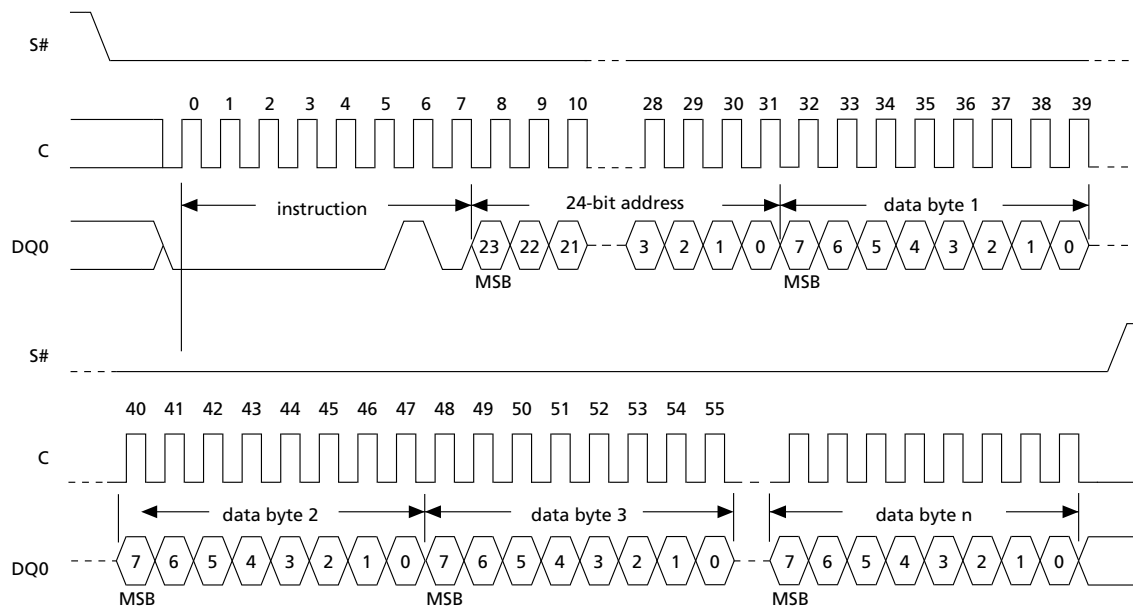 S#
0 1 2 3 4 5 6 7 8 9 10 28 29 30 31 32 33 34 35 36 37 38 39
C
instruction 24-bit address data byte 1
DQ0 23 22 21 3 2 1 0 7 6 5 4 3 2 1 0
MSB MSB
S#
40 41 42 43 44 45 46 47 48 49 50 51 52 53 54 55
C
data byte 2 data byte 3 data byte n
DQ0 7 6 5 4 3 2 1 0 7 6 5 4 3 2 1 0 7 6 5 4 3 2 1 0
MSB MSB MSB